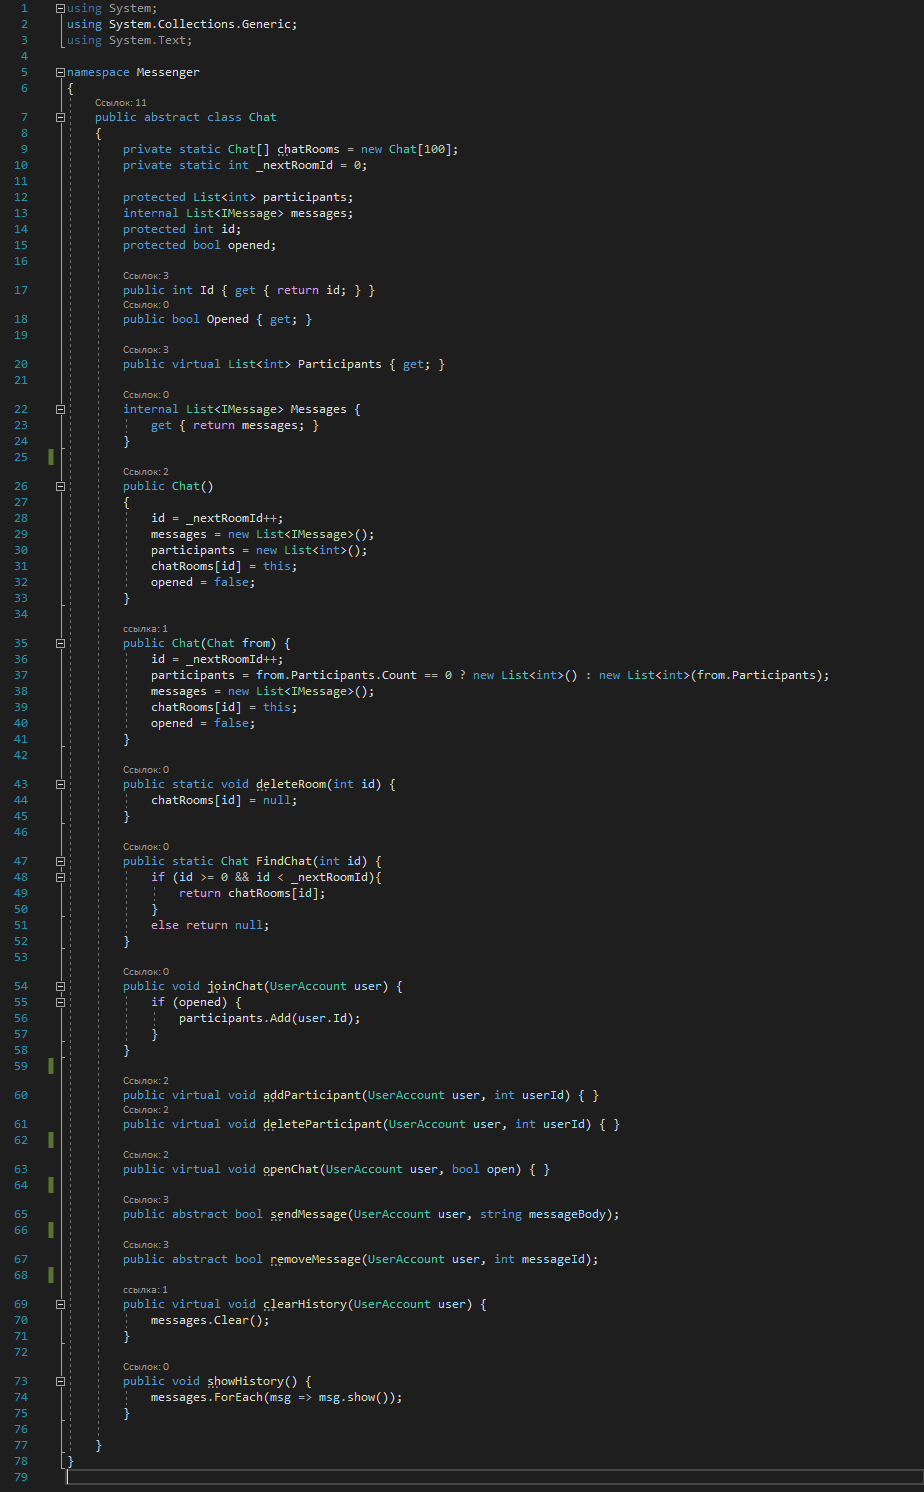 1 using System;
2 using System.Collections.Generic;
3 using System.Text;
4
5 namespace Messenger
6 {
Ссылок: 11
7 public abstract class Chat
8 {
9 private static Chat[] chatRooms = new Chat[100];
10 private static int _nextRoomId = 0;
11
12 protected List<int> participants;
13 internal List<IMessage> messages;
14 protected int id;
15 protected bool opened;
16
Ссылок: 3
17 public int Id { get { return id; } }
Ссылок: 0
18 public bool Opened { get; }
19
Ссылок: 3
20 public virtual List<int> Participants { get; }
21
Ссылок: 0
22 internal List<IMessage> Messages {
23 get { return messages; }
24 }
25
Ссылок: 2
26 public Chat()
27 {
28 id = _nextRoomId++;
29 messages = new List<IMessage>();
30 participants = new List<int>();
31 chatRooms[id] = this;
32 opened = false;
33 }
34
ссылка: 1
35 public Chat(Chat from) {
36 id = _nextRoomId++;
37 participants = from.Participants.Count == 0 ? new List<int>() : new List<int>(from.Participants);
38 messages = new List<IMessage>();
39 chatRooms[id] = this;
40 opened = false;
41 }
42
Ссылок: 0
43 public static void deleteRoom(int id) {
44 chatRooms[id] = null;
45 }
46
Ссылок: 0
47 public static Chat FindChat(int id) {
48 if (id >= 0 && id < _nextRoomId){
49 return chatRooms[id];
50 }
51 else return null;
52 }
53
Ссылок: 0
54 public void joinChat(UserAccount user) {
55 if (opened) {
56 participants.Add(user.Id);
57 }
58 }
59
Ссылок: 2
60 public virtual void addParticipant(UserAccount user, int userId) { }
Ссылок: 2
61 public virtual void deleteParticipant(UserAccount user, int userId) { }
62
Ссылок: 2
63 public virtual void openChat(UserAccount user, bool open) { }
64
Ссылок: 3
65 public abstract bool sendMessage(UserAccount user, string messageBody);
66
Ссылок: 3
67 public abstract bool removeMessage(UserAccount user, int messageId);
68
ссылка: 1
69 public virtual void clearHistory(UserAccount user) {
70 messages.Clear();
71 }
72
Ссылок: 0
73 public void showHistory() {
74 messages.ForEach(msg => msg.show());
75 }
76
77 }
78 }
79